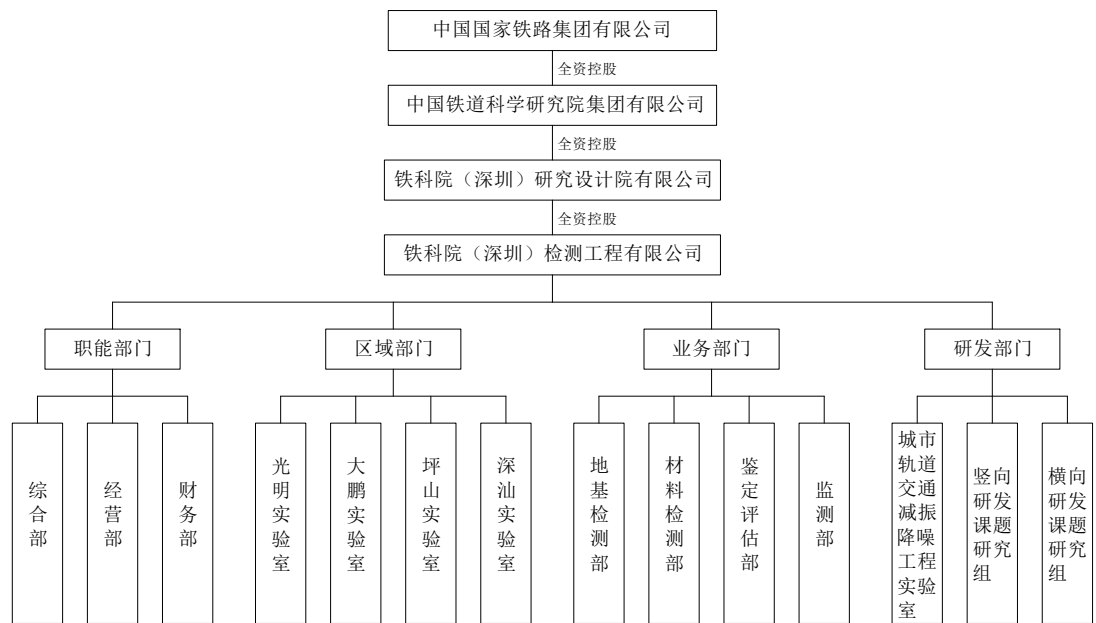 中国国家铁路集团有限公司
全资控股
中国铁道科学研究院集团有限公司
全资控股
铁科院（深圳）研究设计院有限公司
全资控股
铁科院（深圳）检测工程有限公司
职能部门
区域部门
业务部门
研发部门
综合部
经营部
财务部
光明实验室
大鹏实验室
坪山实验室
深汕实验室
地基检测部
材料检测部
鉴定评估部
监测部
城市
轨道
交通
减振
降噪
工程
实验
室
竖向
研发
课题
研究
组
横向
研发
课题
研究
组